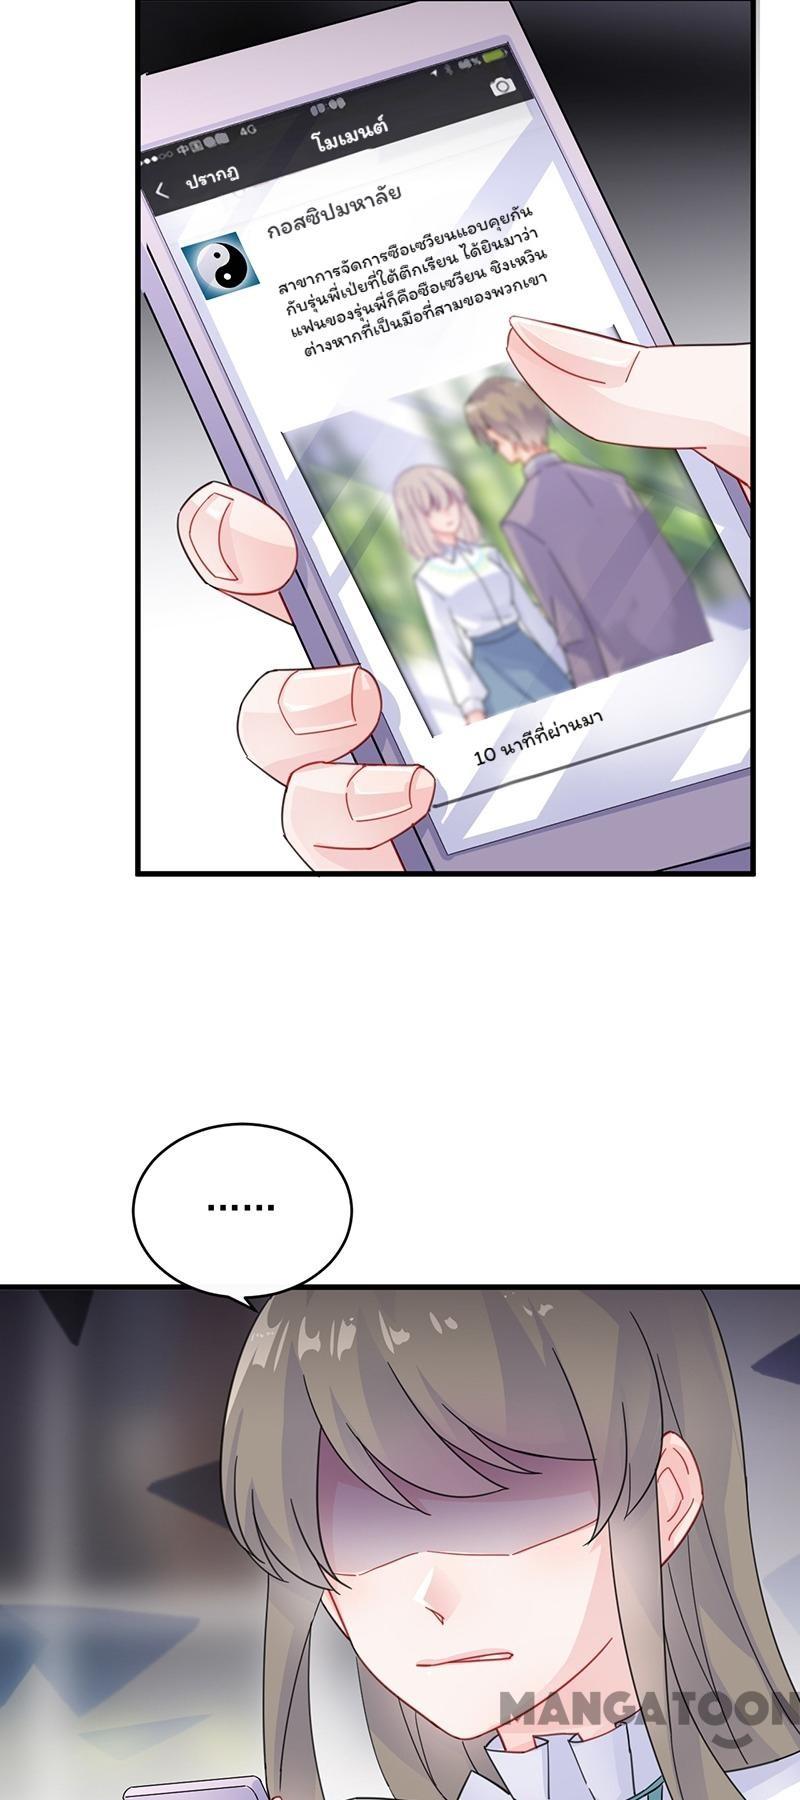 4G
ปรากฏ
โมเมนต์
กอสซิปมหาลัย
สาขาการจัดการซือเซวียนแอบคุยกัน
กับรุ่นพี่เป่ยที่ใต้ตึกเรียน ได้ยินมาว่า
แฟนของรุ่นพี่ก็คือซือเซวียน ชิงเหวิน
ต่างหากที่เป็นมือที่สามของพวกเขา
10 นาทีที่ผ่านมา
......
MANGATOON